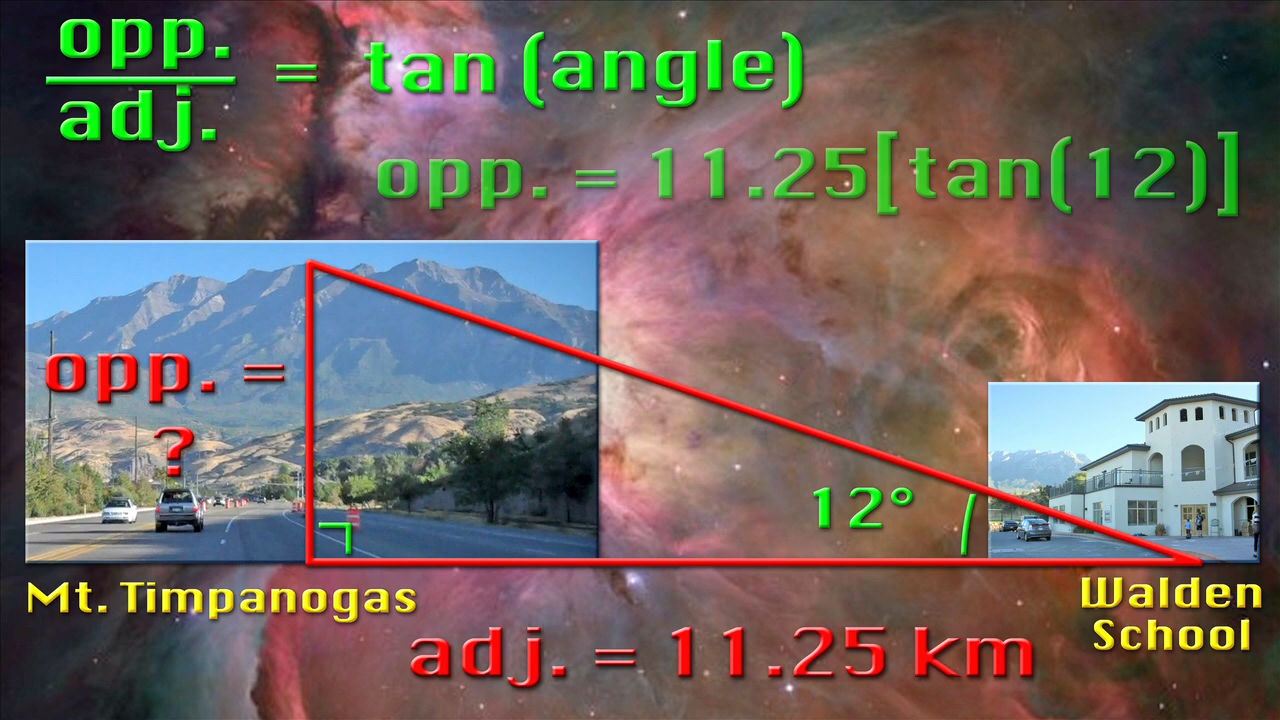 opp.
adj.
= tan (angle)
opp. = 11.25[tan(12)]
opp. =
?
12°
Mt. Timpanogas
Walden
School
adj. = 11.25 km